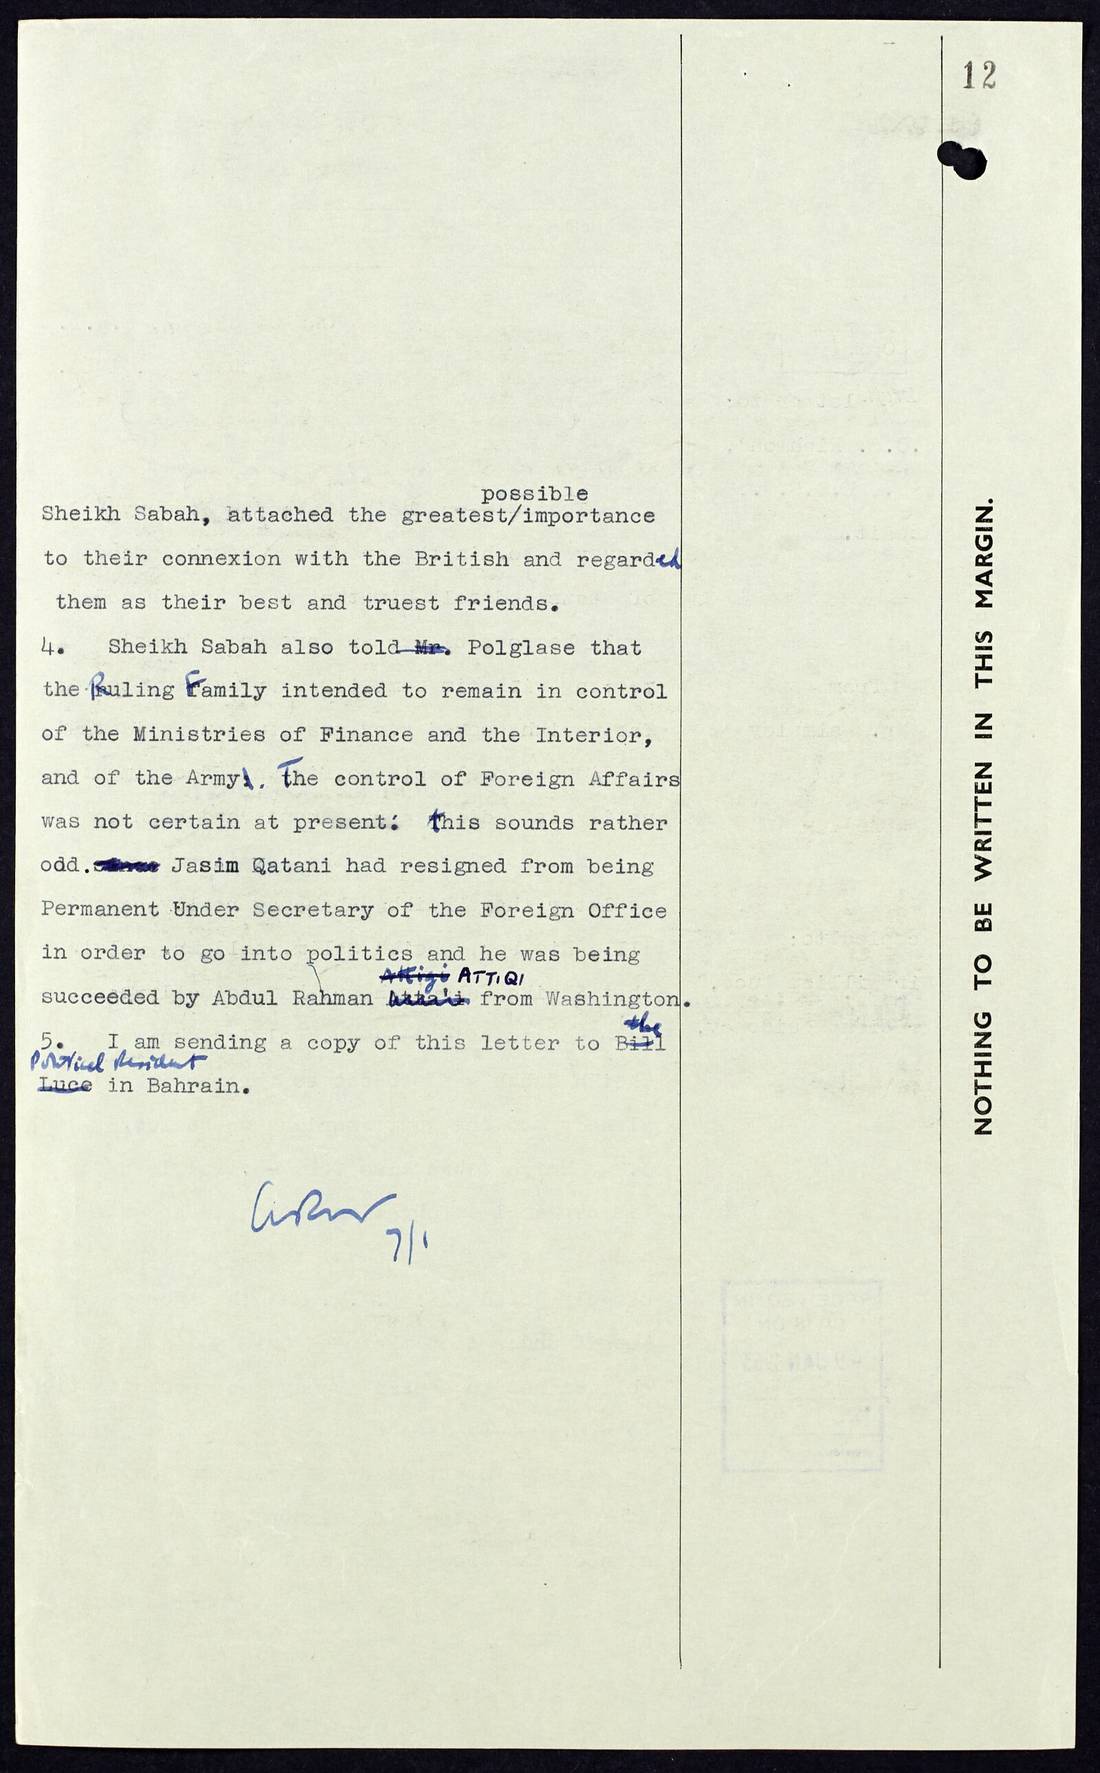 12
possible
Sheikh Sabah, attached the greatest/importance
to their connexion with the British and regarded
them as their best and truest friends.
4. Sheikh Sabah also told Mr. Polglase that
the Ruling Family intended to remain in control
of the Ministries of Finance and the Interior,
and of the Army. The control of Foreign Affairs
was not certain at present: this sounds rather
odd. Jasim Qatani had resigned from being
Permanent Under Secretary of the Foreign Office
in order to go into politics and he was being
Attiqi ATTIQI
succeeded by Abdul Rahman from Washington.
the
5. I am sending a copy of this letter to Bill
Political Resident
Luce in Bahrain.
7/1
NOTHING TO BE WRITTEN IN THIS MARGIN.